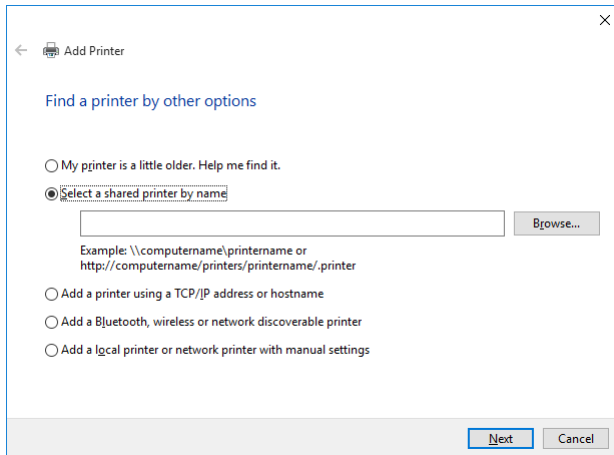 Add Printer
Find a printer by other options
My printer is a little older. Help me find it.
Select a shared printer by name
Browse...
Example: \\computername\printername or
http://computername/printers/printername/.printer
Add a printer using a TCP/IP address or hostname
Add a Bluetooth, wireless or network discoverable printer
Add a local printer or network printer with manual settings
Next Cancel